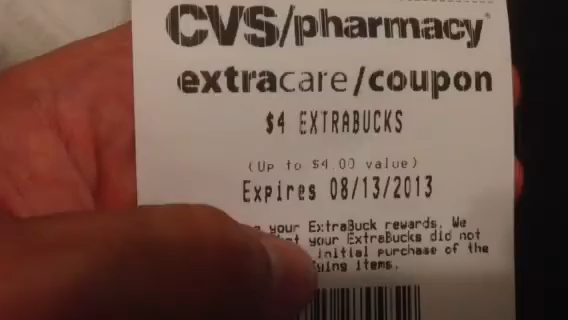 CVS/pharmacy®
extracare/coupon
$4 EXTRABUCKS
(Up to $4.00 value)
Expires 08/13/2013
your ExtraBuck rewards. We
your ExtraBucks did not
initial purchase of the
items.